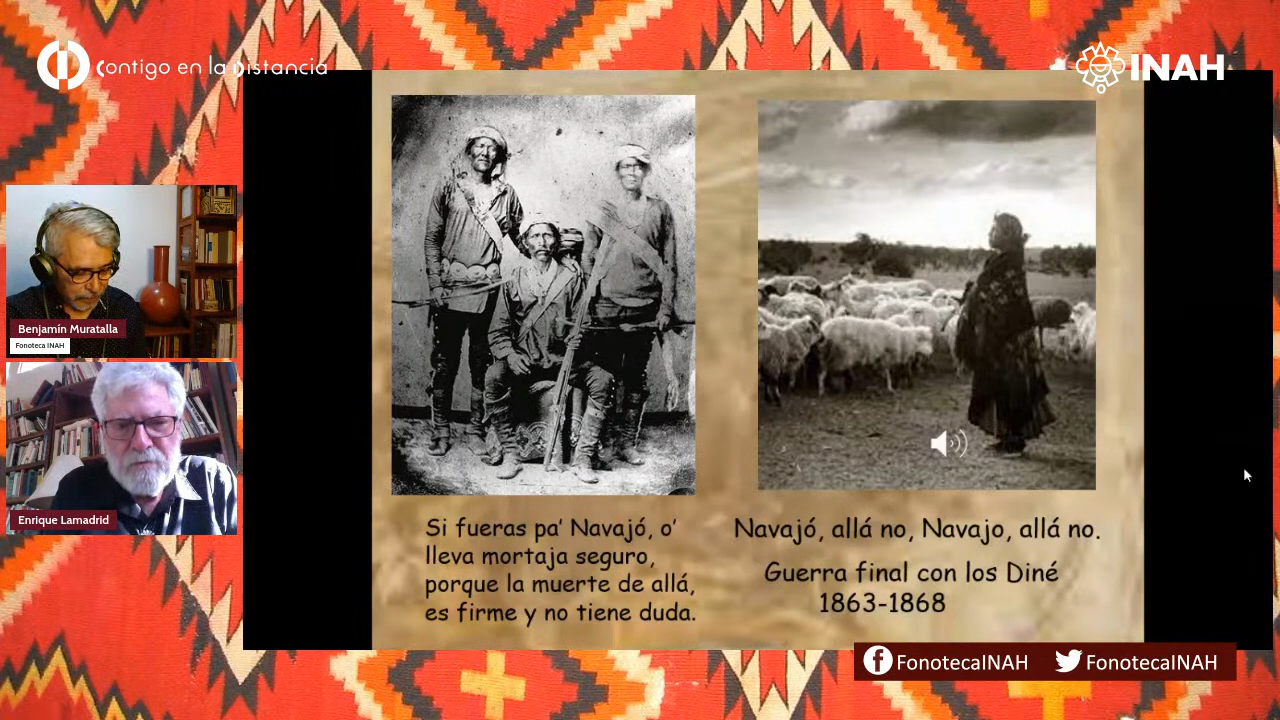 Contigo en la Distancia
INAH
Benjamín Muratalla
Fonoteca INAH
Enrique Lamadrid
Si fueras pa' Navajó, o'
lleva mortaja seguro,
porque la muerte de allá,
es firme y no tiene duda.
Navajó, allá no, Navajo, allá no.
Guerra final con los Diné
1863-1868
FonotecaINAH
FonotecaINAH